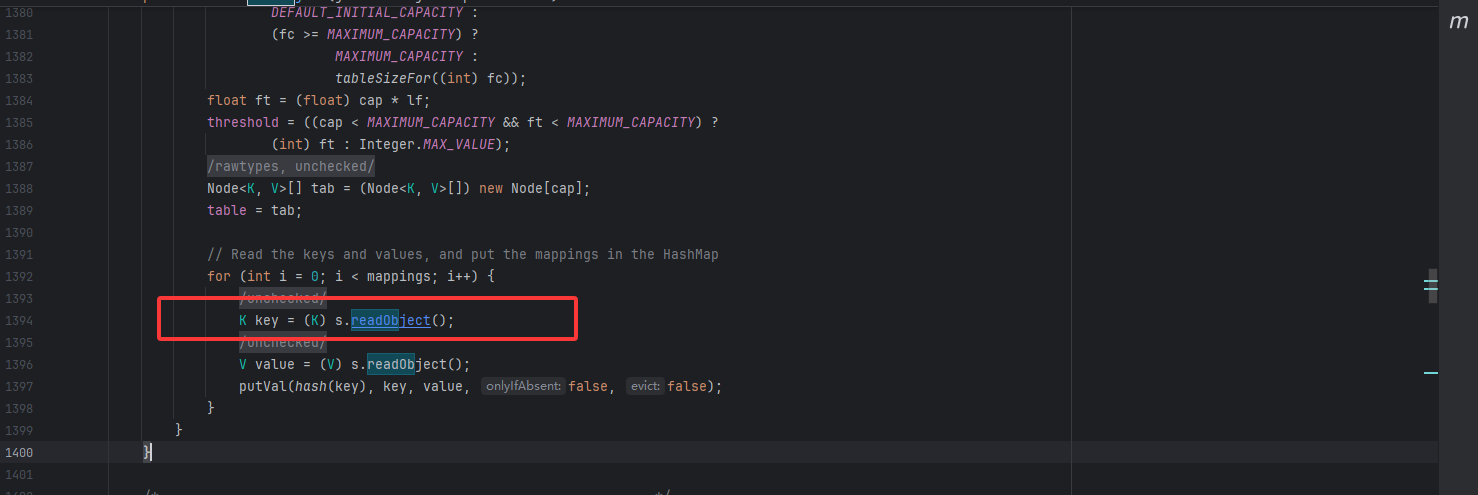 1380 DEFAULT_INITIAL_CAPACITY :
1381 (fc >= MAXIMUM_CAPACITY) ?
1382 MAXIMUM_CAPACITY :
1383 tableSizeFor((int) fc));
1384 float ft = (float) cap * lf;
1385 threshold = ((cap < MAXIMUM_CAPACITY && ft < MAXIMUM_CAPACITY) ?
1386 (int) ft : Integer.MAX_VALUE);
1387 /rawtypes, unchecked/
1388 Node<K, V>[] tab = (Node<K, V>[]) new Node[cap];
1389 table = tab;
1390
1391 // Read the keys and values, and put the mappings in the HashMap
1392 for (int i = 0; i < mappings; i++) {
1393 /unchecked/
1394 K key = (K) s.readObject();
1395 /unchecked/
1396 V value = (V) s.readObject();
1397 putVal(hash(key), key, value, onlyIfAbsent: false, evict: false);
1398 }
1399 }
1400 }
1401
m